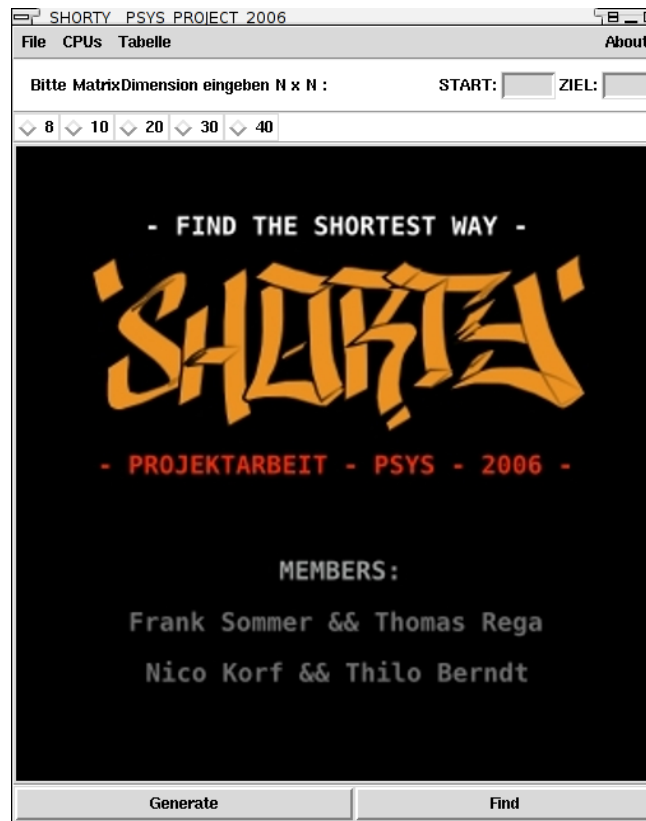 SHORTY PSYS PROJECT 2006
File CPUs Tabelle About
Bitte MatrixDimension eingeben N x N : START: ZIEL:
8 10 20 30 40
- FIND THE SHORTEST WAY -
'SHORTY'
- PROJEKTARBEIT - PSYS - 2006 -
MEMBERS:
Frank Sommer && Thomas Rega
Nico Korf && Thilo Berndt
Generate Find